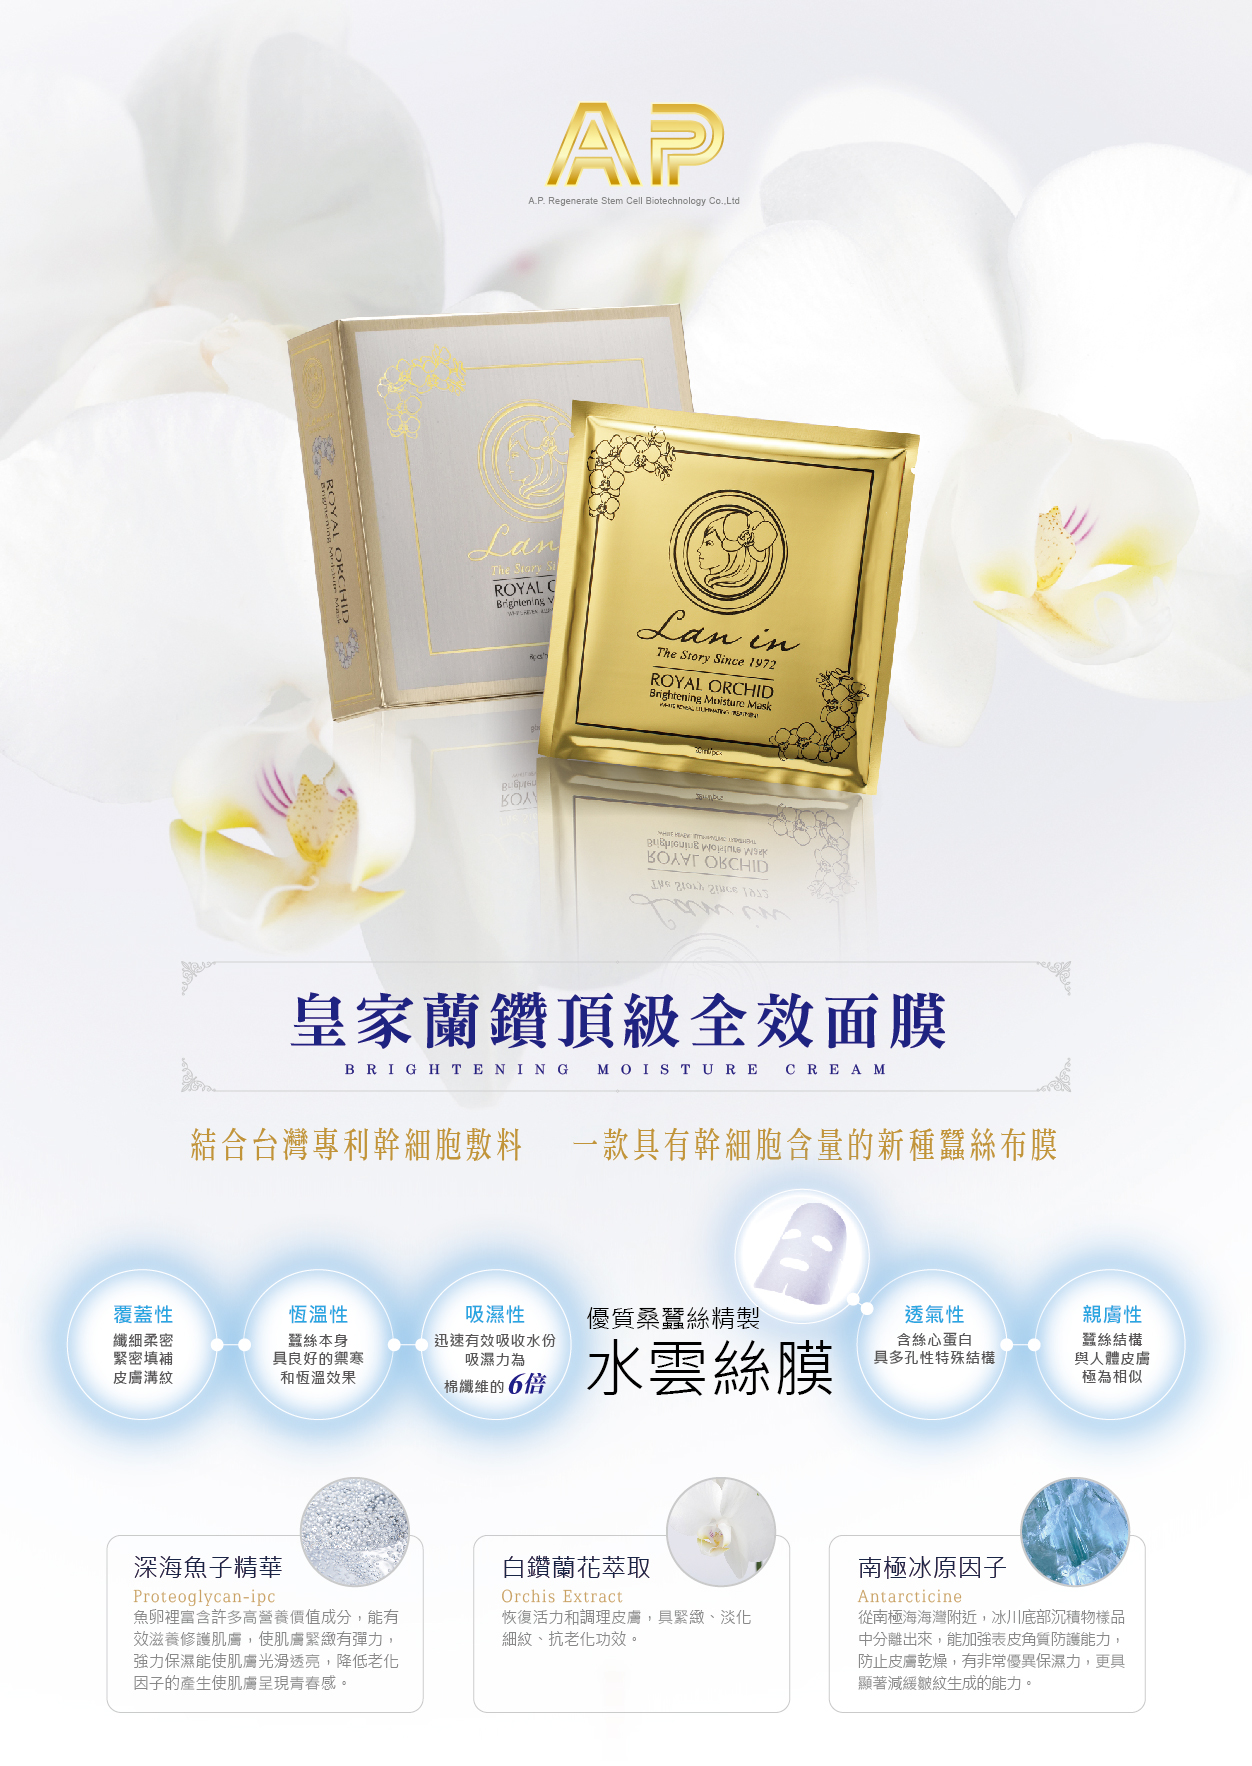 AP
A.P. Regenerate Stem Cell Biotechnology Co.,Ltd
ROYAL ORCHID
Brightening Moisture Mask
Lan
The Story Si
ROYAL O
Brightening
Lan in
The Story Since 1972
ROYAL ORCHID
Brightening Moisture Mask
WHITE REVEAL ILLUMINATING TREATMENT
皇家蘭鑽頂級全效面膜
BRIGHTENING MOISTURE CREAM
結合台灣專利幹細胞敷料 一款具有幹細胞含量的新種蠶絲布膜
覆蓋性
纖細柔密
緊密填補
皮膚溝紋
恆溫性
蠶絲本身
具良好的禦寒
和恆溫效果
吸濕性
迅速有效吸收水份
吸濕力為
棉纖維的6倍
優質桑蠶絲精製
水雲絲膜
透氣性
含絲心蛋白
具多孔性特殊結構
親膚性
蠶絲結構
與人體皮膚
極為相似
深海魚子精華
Proteoglycan-ipc
魚卵裡富含許多高營養價值成分，能有
效滋養修護肌膚，使肌膚緊緻有彈力，
強力保濕能使肌膚光滑透亮，降低老化
因子的產生使肌膚呈現青春感。
白鑽蘭花萃取
Orchis Extract
恢復活力和調理皮膚，具緊緻、淡化
細紋、抗老化功效。
南極冰原因子
Antarcticine
從南極海海灣附近，冰川底部沉積物樣品
中分離出來，能加強表皮角質防護能力，
防止皮膚乾燥，有非常優異保濕力，更具
顯著減緩皺紋生成的能力。